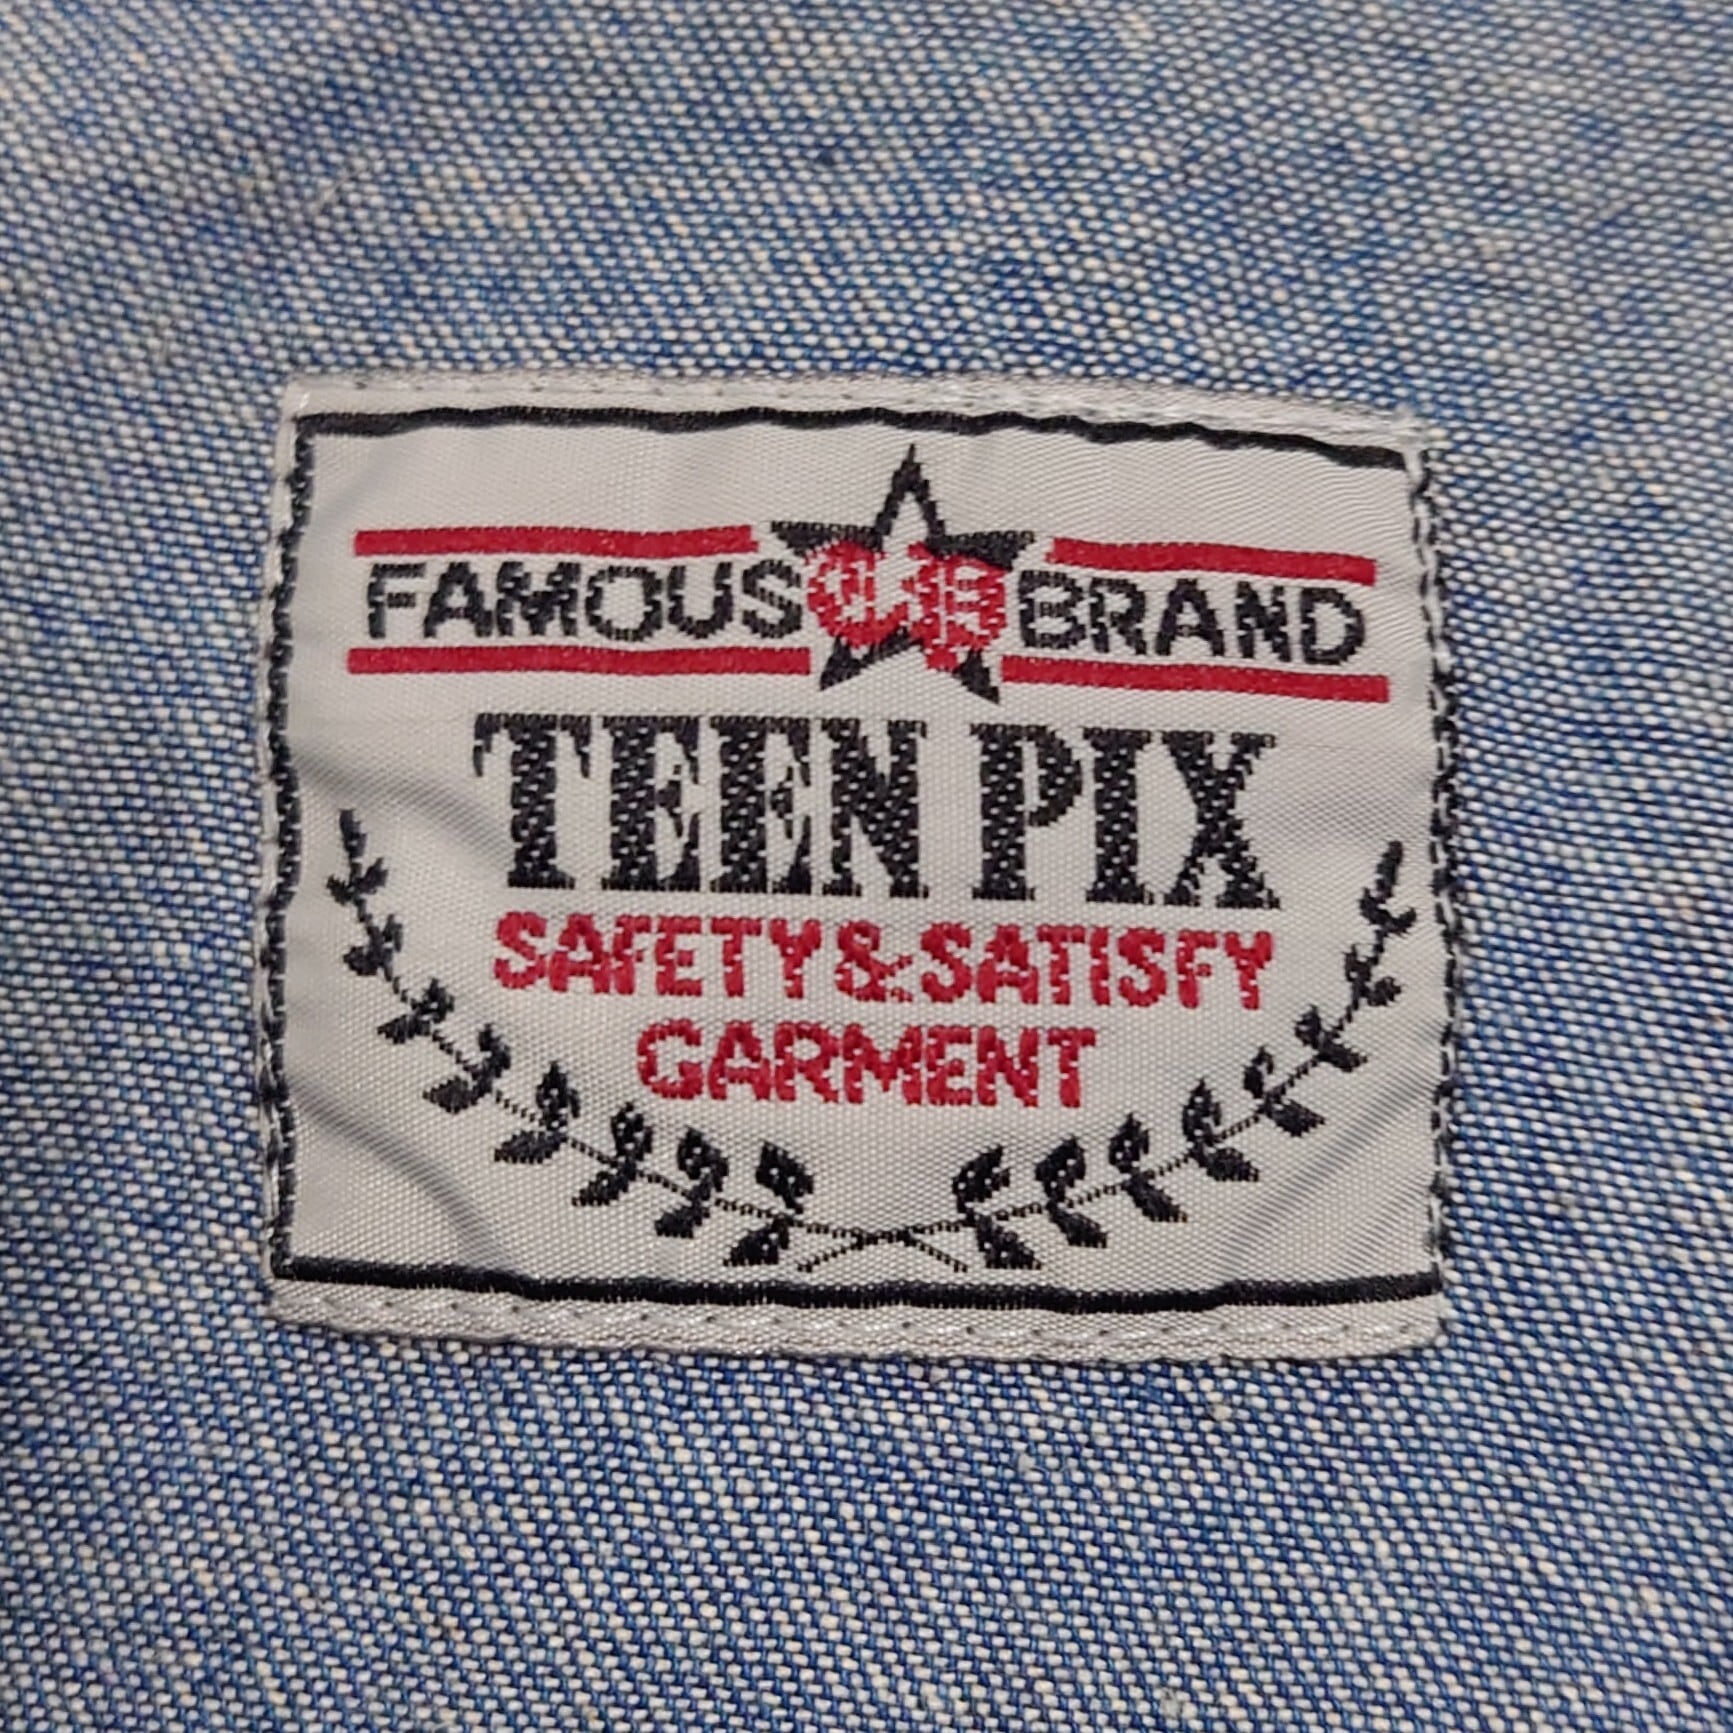 FAMOUS BRAND
TEEN PIX
SAFETY & SATISFY
GARMENT